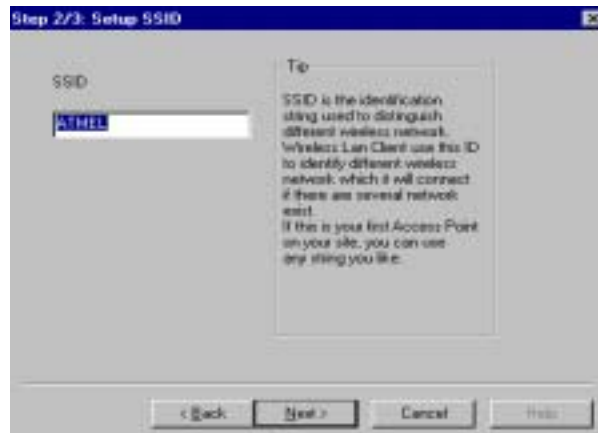 Step 2/3: Setup SSID
SSID
ATMEL
Tip
SSID is the identification
string used to distinguish
different wireless network.
Wireless Lan Client use this ID
to identify different wireless
network which it will connect
if there are several network
exist.
If this is your first Access Point
on your site, you can use
any string you like.
< Back
Next >
Cancel
Help